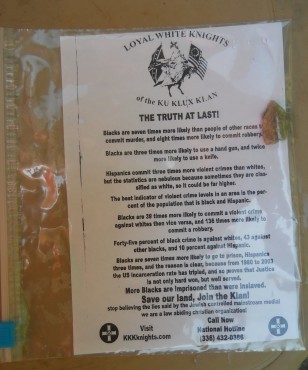 LOYAL WHITE KNIGHTS
of the KU KLUX KLAN
THE TRUTH AT LAST!
Blacks are seven times more likely than people of other races
commit murder, and eight times more likely to commit robbery.
Blacks are three times more likely to use a hand gun, and twice
more likely to use a knife.
Hispanics commit three times more violent crimes than whites,
but the statistics are nebulous because sometimes they are clas-
sified as white, so it could be far higher.
The best indicator of violent crime levels in an area is the per-
cent of the population that is black and Hispanic.
Blacks are 39 times more likely to commit a violent crime
against whites than vice versa, and 136 times more likely to
commit a robbery.
Forty-five percent of black crime is against whites, 43 against
other blacks, and 10 percent against Hispanic.
Blacks are seven times more likely to go to prison, Hispanics
three times, and the reason is clear, because from 1980 to 2003
the US incarceration rate has tripled, and so proves that Justice
is not only hard won, but well served.
More Blacks are imprisoned than were enslaved.
Save our land, Join the Klan!
stop believing the lies said by the Jewish controlled mainstream media!
we are a law abiding christian organization!
Visit
KKKknights.com
Call Now
National Hotline